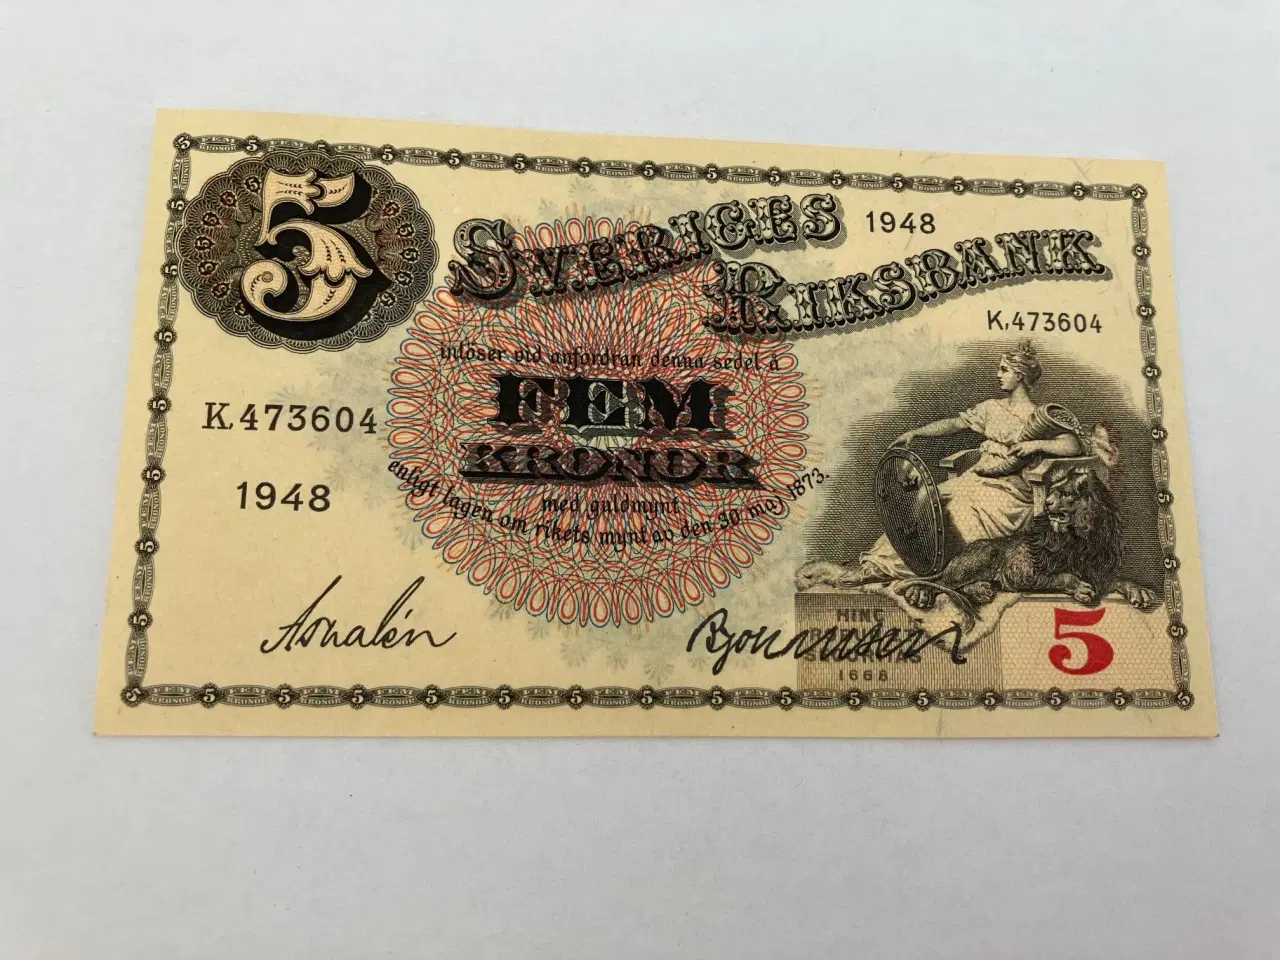 5
SVERIGES 1948
RIKSBANK
K,473604
inlöser vid anfordran denna sedel å
FEM
KRONOR
med guldmynt
enligt lagen om rikets mynt av den 30 maj 1873.
K,473604
1948
HINC
1668
5